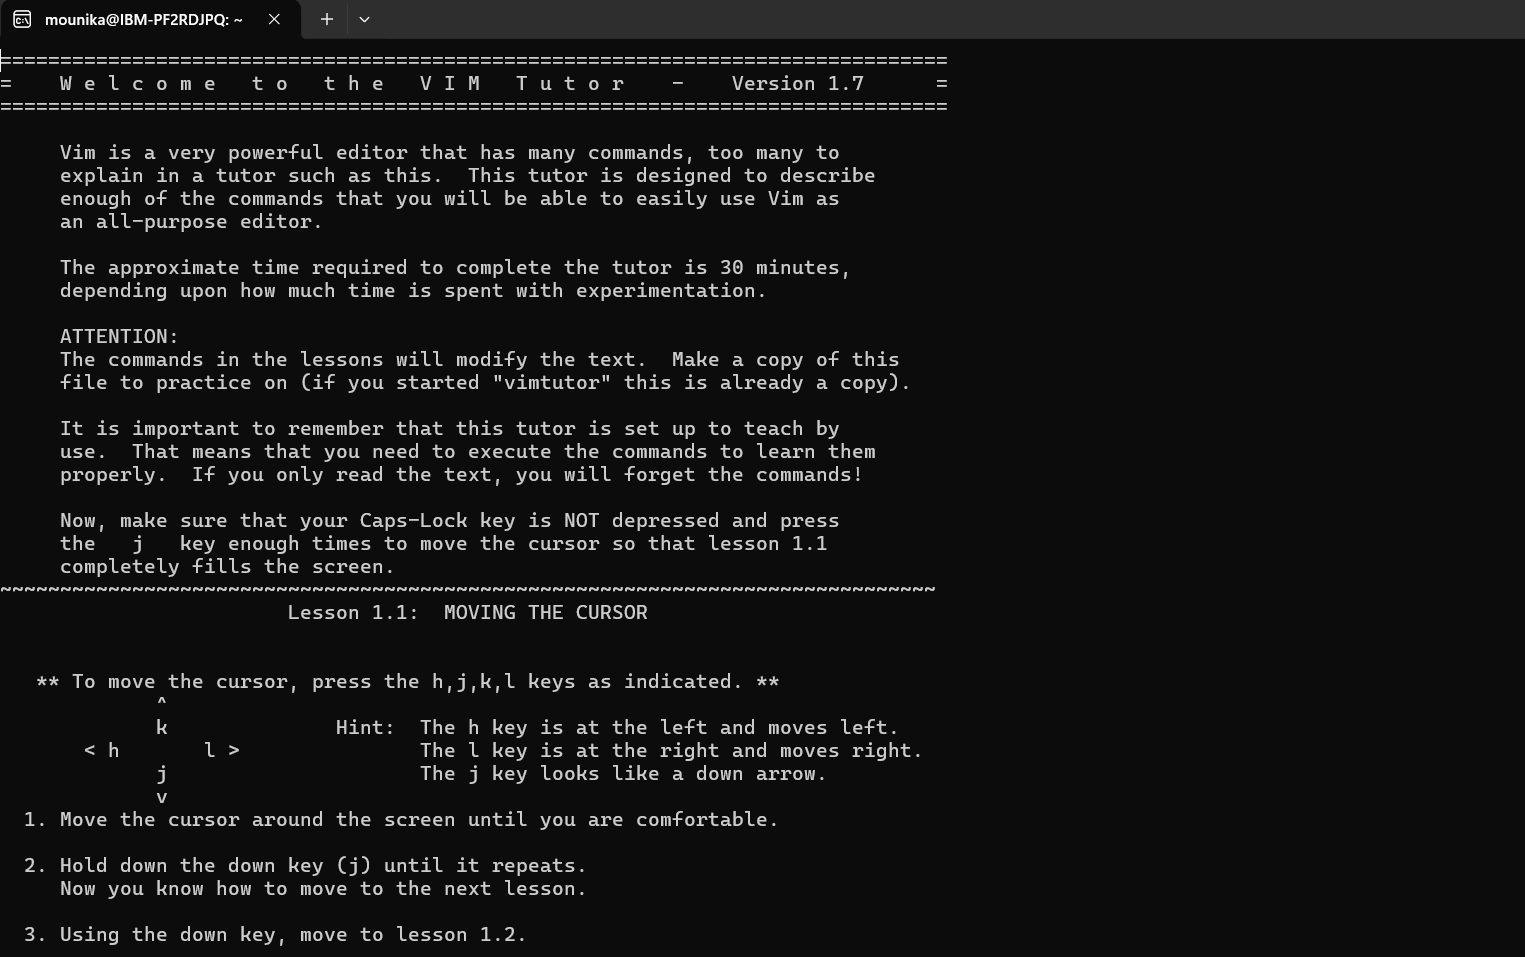 mounika@IBM-PF2RDJPQ: ~
===============================================================================
=    W e l c o m e   t o   t h e   V I M   T u t o r    -    Version 1.7      =
===============================================================================
Vim is a very powerful editor that has many commands, too many to
explain in a tutor such as this.  This tutor is designed to describe
enough of the commands that you will be able to easily use Vim as
an all-purpose editor.
The approximate time required to complete the tutor is 30 minutes,
depending upon how much time is spent with experimentation.
ATTENTION:
The commands in the lessons will modify the text.  Make a copy of this
file to practice on (if you started "vimtutor" this is already a copy).
It is important to remember that this tutor is set up to teach by
use.  That means that you need to execute the commands to learn them
properly.  If you only read the text, you will forget the commands!
Now, make sure that your Caps-Lock key is NOT depressed and press
the   j   key enough times to move the cursor so that lesson 1.1
completely fills the screen.
~~~~~~~~~~~~~~~~~~~~~~~~~~~~~~~~~~~~~~~~~~~~~~~~~~~~~~~~~~~~~~~~~~~~~~~~~~~~~~
Lesson 1.1:  MOVING THE CURSOR
** To move the cursor, press the h,j,k,l keys as indicated. **
^
k              Hint:  The h key is at the left and moves left.
< h       l >               The l key is at the right and moves right.
j                     The j key looks like a down arrow.
v
1. Move the cursor around the screen until you are comfortable.
2. Hold down the down key (j) until it repeats.
Now you know how to move to the next lesson.
3. Using the down key, move to lesson 1.2.